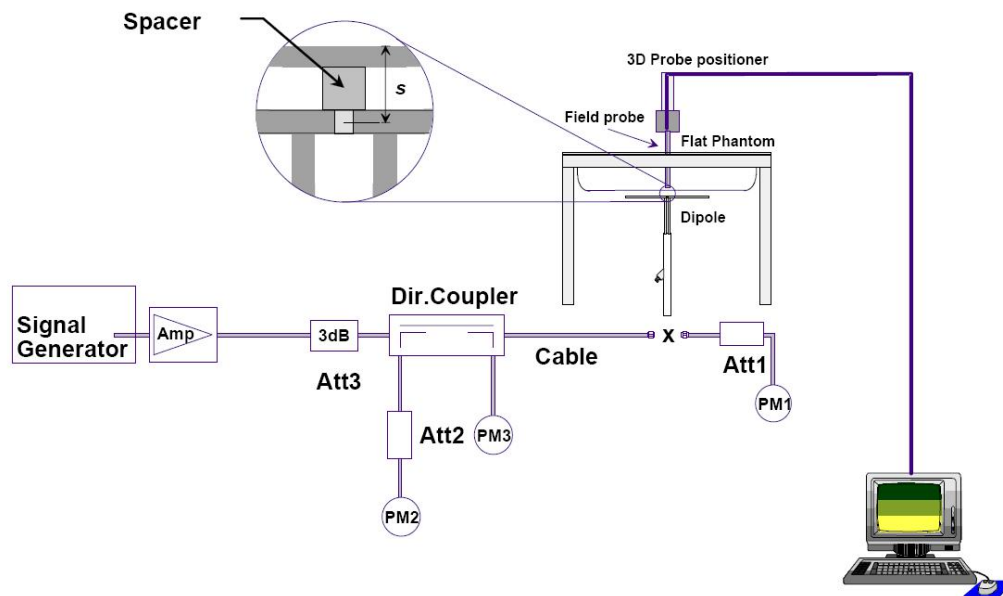 Spacer
s
3D Probe positioner
Field probe
Flat Phantom
Dipole
Dir.Coupler
Signal
Generator
Amp
3dB
Att3
Cable
x
Att1
PM1
Att2
PM3
PM2